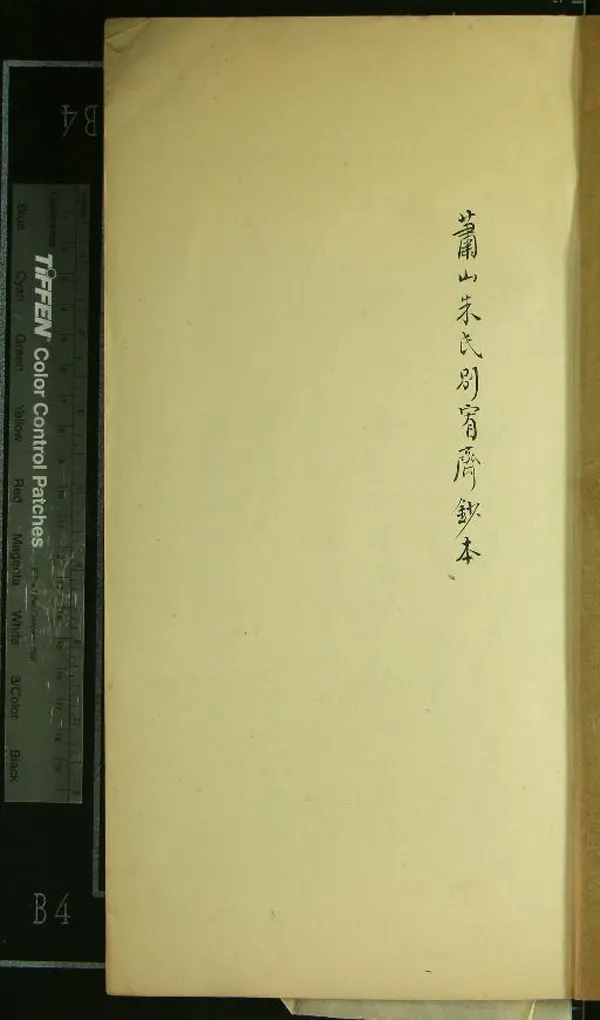 蕭山朱氏別宥齋鈔本
B4
B4
TIFFEN Color Control Patches
Blue Cyan Green Yellow Red Magenta White 3/Color Black